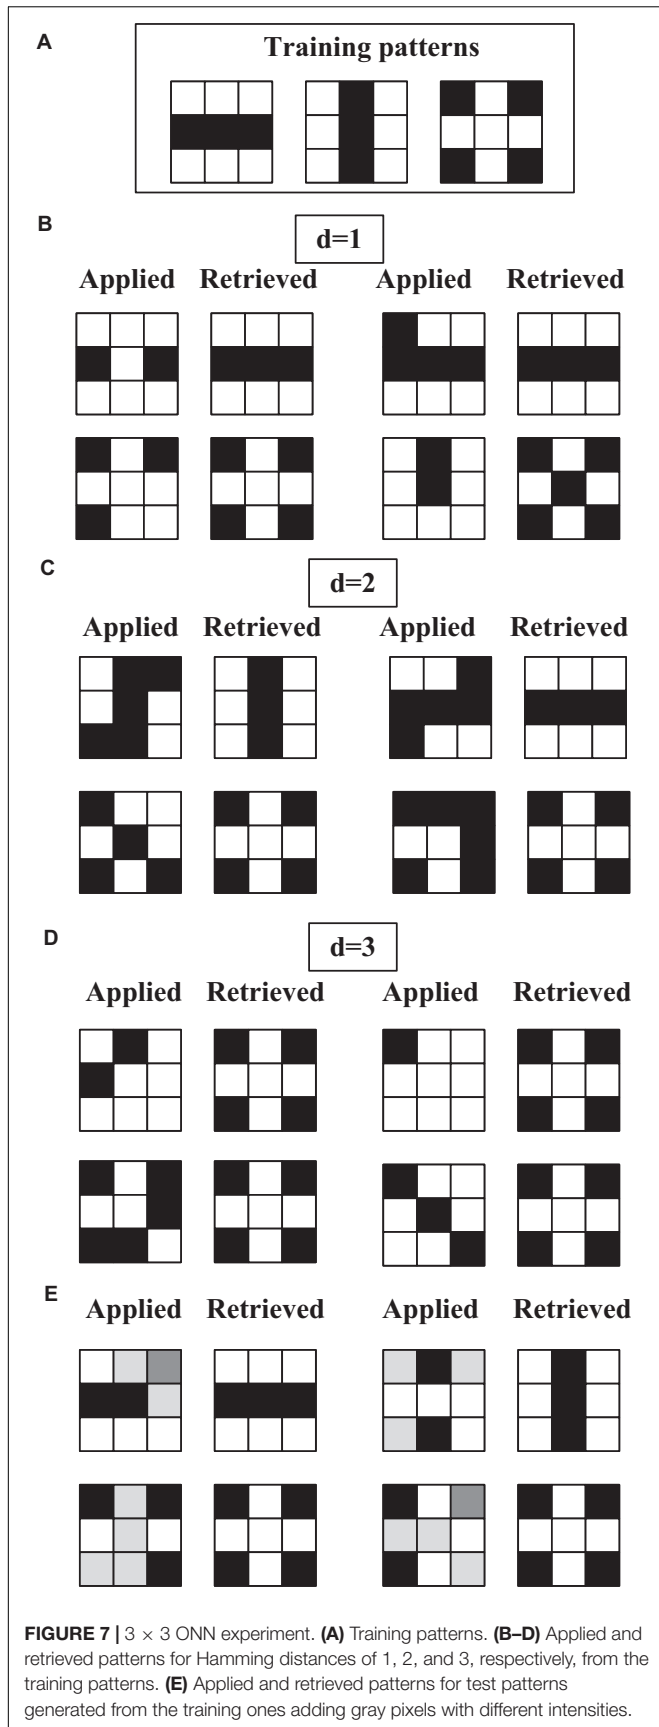 A
Training patterns
B
d=1
Applied Retrieved Applied Retrieved
C
d=2
Applied Retrieved Applied Retrieved
D
d=3
Applied Retrieved Applied Retrieved
E
Applied Retrieved Applied Retrieved
FIGURE 7 | 3 × 3 ONN experiment. (A) Training patterns. (B–D) Applied and
retrieved patterns for Hamming distances of 1, 2, and 3, respectively, from the
training patterns. (E) Applied and retrieved patterns for test patterns
generated from the training ones adding gray pixels with different intensities.